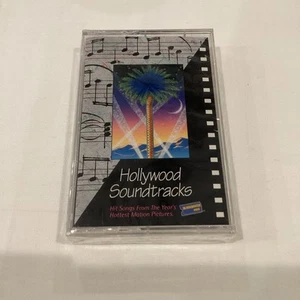 Hollywood
Soundtracks
Hit Songs From The Year's
Hottest Motion Pictures